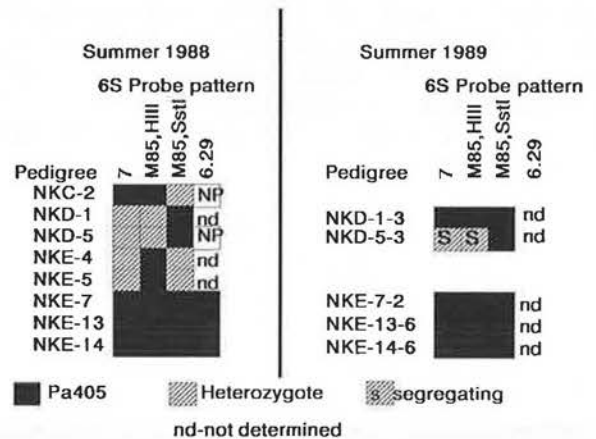 Summer 1988
6S Probe pattern
Pedigree
7
M85,HIII
M85,SstI
6.29
NKC-2 NP
NKD-1 nd
NKD-5 NP
NKE-4 nd
NKE-5 nd
NKE-7
NKE-13
NKE-14
Summer 1989
6S Probe pattern
Pedigree
7
M85,HIII
M85,SstI
6.29
NKD-1-3 nd
NKD-5-3 S S nd
NKE-7-2 nd
NKE-13-6 nd
NKE-14-6 nd
Pa405 Heterozygote s segregating
nd-not determined